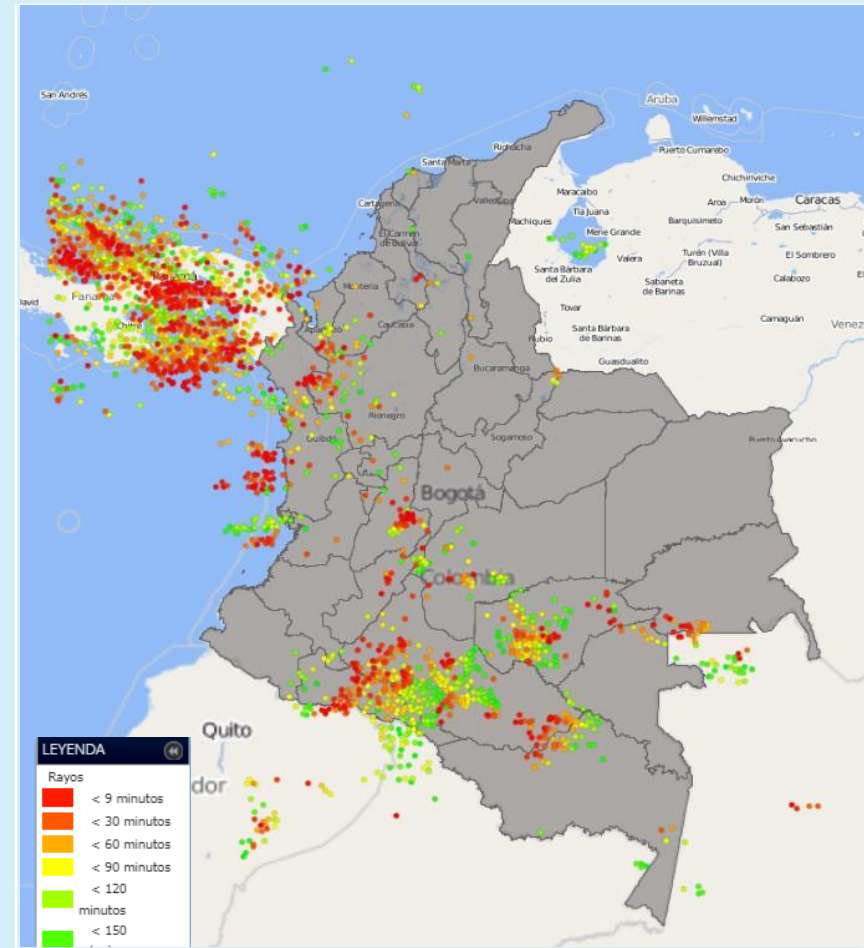 San Andrés
Aruba
Willemstad
Riohacha
Puerto Cumarebo
Santa Marta
Chichiriviche
Maracaibo
Cartagena
Tia Juana
Aroa
Morón
Caracas
Machiques
Mene Grande
Barquisimeto
San Sebastián
El Carmen
de Bolívar
Valera
Turén (Villa
Bruzual)
El Sombrero
Santa Bárbara
del Zulia
Sabaneta
de Barinas
Calabozo
Panamá
Montería
Tovar
Camaguán
Chitré
Caucasia
Rubio
Santa Bárbara
de Barinas
Guasdualito
Bucaramanga
Rionegro
Quibdó
Sogamoso
Puerto Ayacucho
Bogotá
Colombia
Quito
LEYENDA
Rayos
< 9 minutos
< 30 minutos
< 60 minutos
< 90 minutos
< 120
minutos
< 150